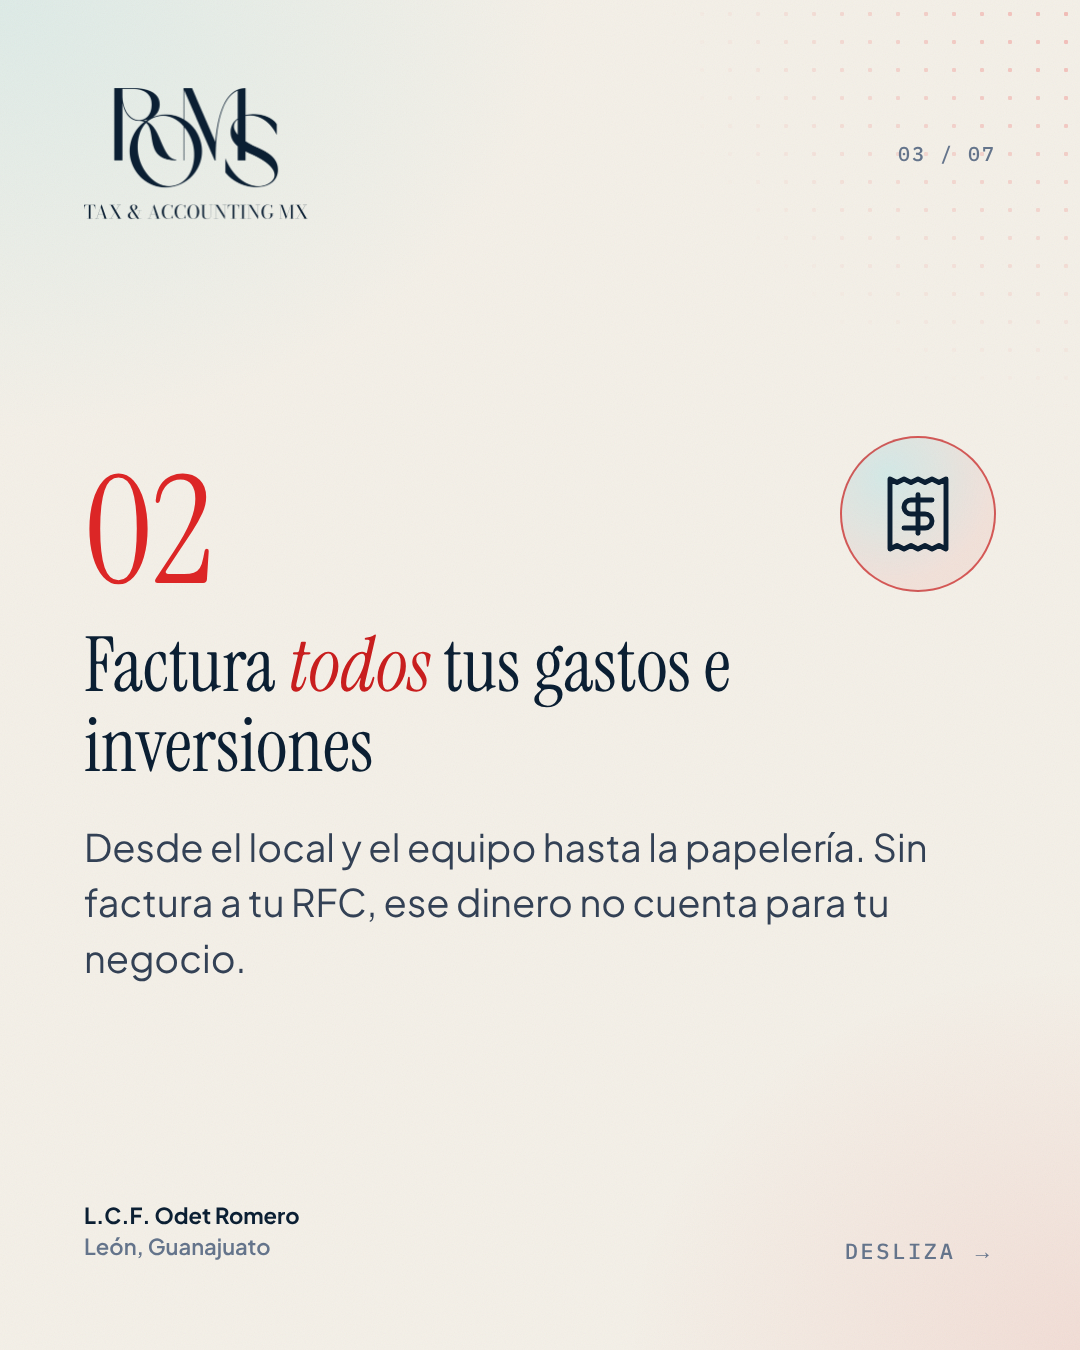 ROMS
TAX & ACCOUNTING MX
03 / 07
02
$
Factura todos tus gastos e
inversiones
Desde el local y el equipo hasta la papelería. Sin
factura a tu RFC, ese dinero no cuenta para tu
negocio.
L.C.F. Odet Romero
León, Guanajuato
DESLIZA →